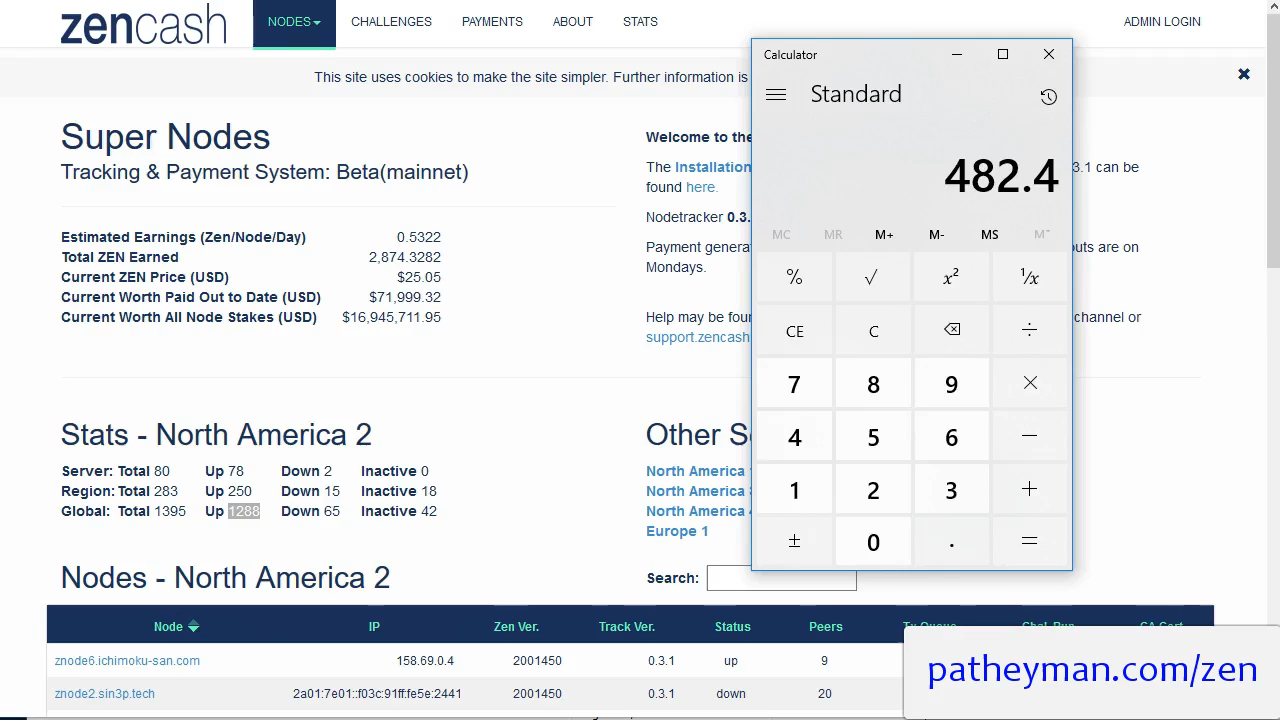 zencash
NODES CHALLENGES PAYMENTS ABOUT STATS ADMIN LOGIN
This site uses cookies to make the site simpler. Further information is
Super Nodes
Tracking & Payment System: Beta(mainnet)
Estimated Earnings (Zen/Node/Day) 0.5322
Total ZEN Earned 2,874.3282
Current ZEN Price (USD) $25.05
Current Worth Paid Out to Date (USD) $71,999.32
Current Worth All Node Stakes (USD) $16,945,711.95
Welcome to the
The Installation 3.1 can be
found here.
Nodetracker 0.3.
Payment genera outs are on
Mondays.
Help may be four channel or
support.zencash
Calculator
Standard
482.4
MC MR M+ M- MS M˅
% √ x² ¹/x
CE C ⌫ ÷
7 8 9 ×
4 5 6 −
1 2 3 +
± 0 . =
Stats - North America 2
Server: Total 80 Up 78 Down 2 Inactive 0
Region: Total 283 Up 250 Down 15 Inactive 18
Global: Total 1395 Up 1288 Down 65 Inactive 42
Other Se
North America
North America
North America
Europe 1
Nodes - North America 2
Search:
Node IP Zen Ver. Track Ver. Status Peers
znode6.ichimoku-san.com 158.69.0.4 2001450 0.3.1 up 9
znode2.sin3p.tech 2a01:7e01::f03c:91ff:fe5e:2441 2001450 0.3.1 down 20
patheyman.com/zen